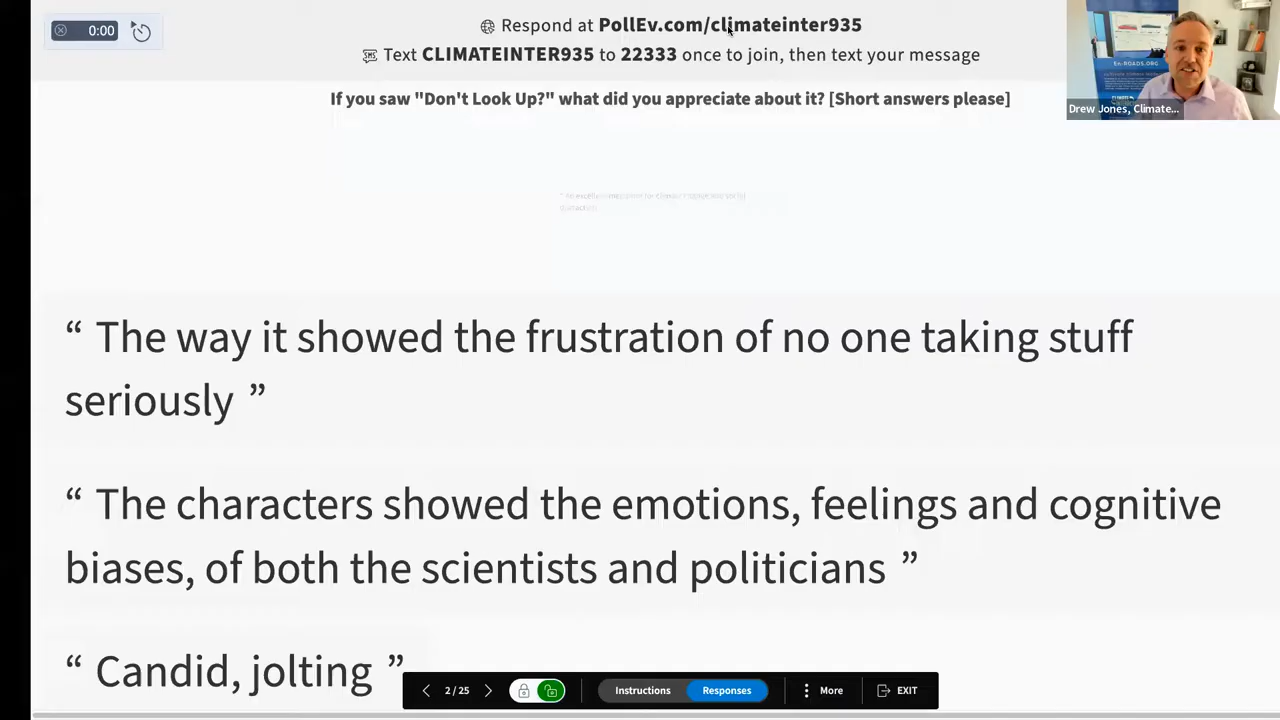 0:00
Respond at PollEv.com/climateinter935
Text CLIMATEINTER935 to 22333 once to join, then text your message
If you saw "Don't Look Up?" what did you appreciate about it? [Short answers please]
En-ROADS.ORG
Drew Jones, Climate...
“ The way it showed the frustration of no one taking stuff
seriously ”
“ The characters showed the emotions, feelings and cognitive
biases, of both the scientists and politicians ”
“ Candid, jolting ”
2 / 25
Instructions
Responses
More
EXIT